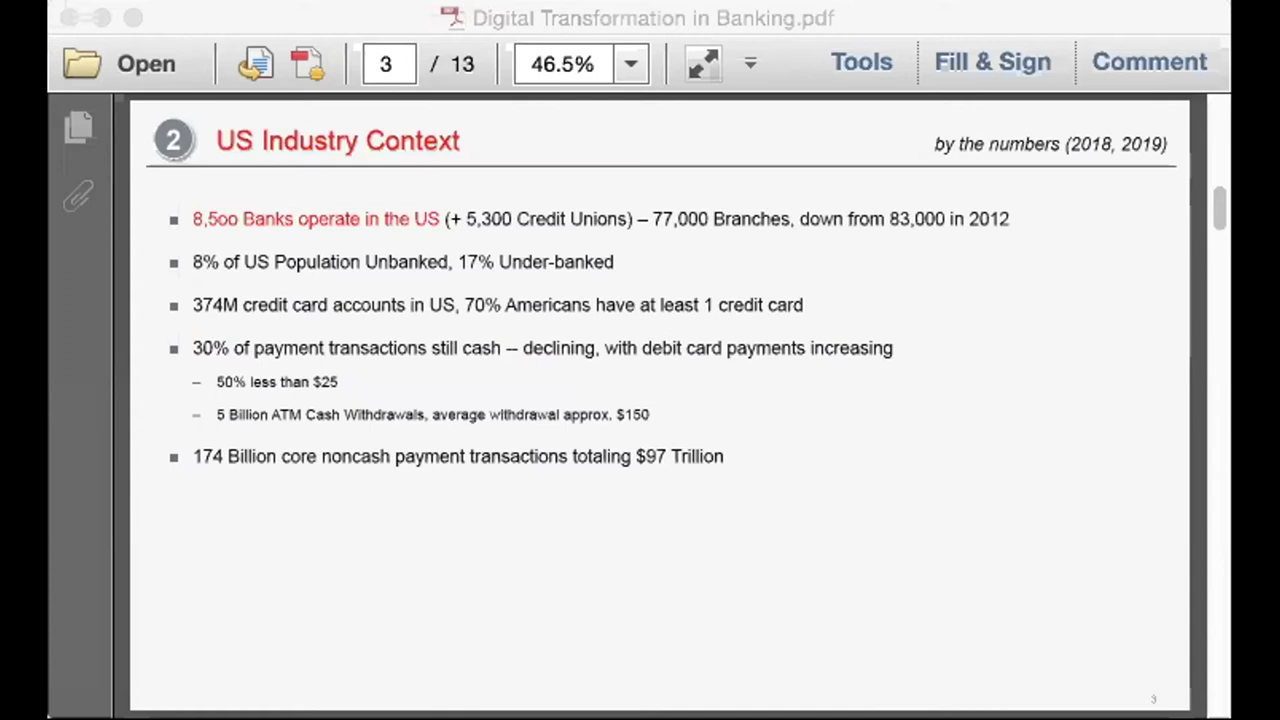 Digital Transformation in Banking.pdf
Open
3 / 13
46.5%
Tools
Fill & Sign
Comment
2 US Industry Context
by the numbers (2018, 2019)
8,5oo Banks operate in the US (+ 5,300 Credit Unions) – 77,000 Branches, down from 83,000 in 2012
8% of US Population Unbanked, 17% Under-banked
374M credit card accounts in US, 70% Americans have at least 1 credit card
30% of payment transactions still cash -- declining, with debit card payments increasing
– 50% less than $25
– 5 Billion ATM Cash Withdrawals, average withdrawal approx. $150
174 Billion core noncash payment transactions totaling $97 Trillion
3